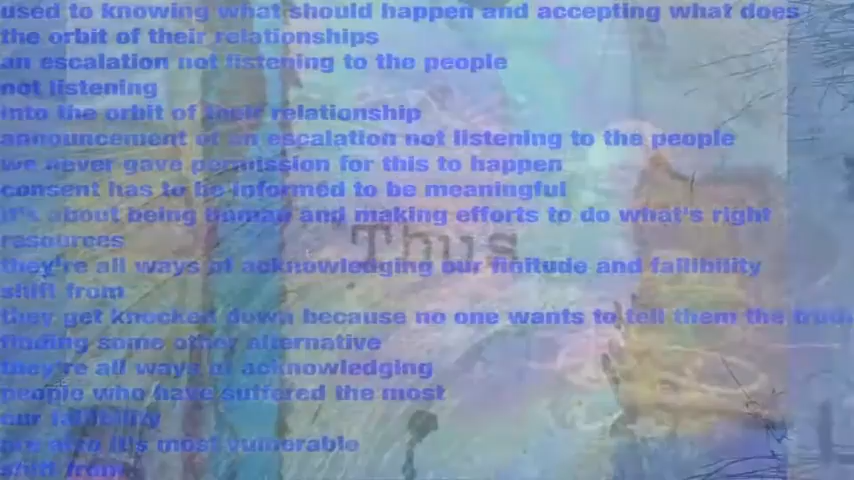 used to knowing what should happen and accepting what does
the orbit of their relationships
an escalation not listening to the people
not listening
into the orbit of their relationship
announcement of an escalation not listening to the people
we never gave permission for this to happen
consent has to be informed to be meaningful
it's about being human and making efforts to do what's right
Thus
rasources
they're all ways of acknowledging our finitude and fallibility
shift from
they get knocked down because no one wants to tell them the
finding some other alternative
they're all ways of acknowledging
people who have suffered the most
our fallibility
are also it's most vulnerable
shift from